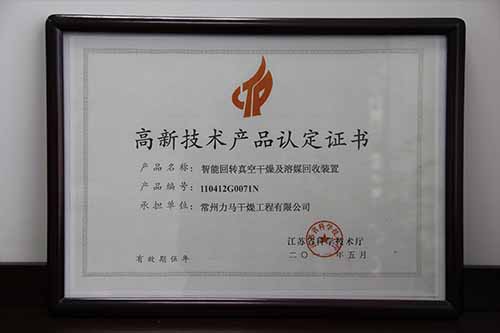 高新技术产品认定证书
产品名称：智能回转真空干燥及溶媒回收装置
产品编号：110412G0071N
承担单位：常州力马干燥工程有限公司
江苏省科学技术厅
二〇 年五月
有效期伍年